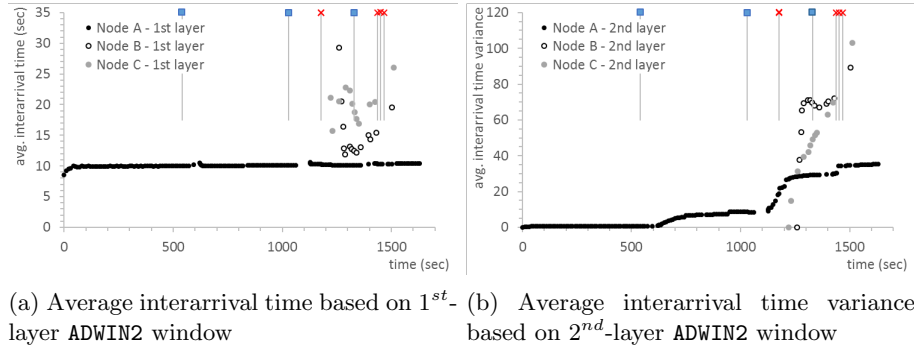 avg. interarrival time (sec)
35
30
25
20
15
10
5
0
Node A - 1st layer
Node B - 1st layer
Node C - 1st layer
0
500
1000
1500
time (sec)
avg. interarrival time variance
120
100
80
60
40
20
0
Node A - 2nd layer
Node B - 2nd layer
Node C - 2nd layer
0
500
1000
1500
time (sec)
(a) Average interarrival time based on 1st-
layer ADWIN2 window
(b) Average interarrival time variance
based on 2nd-layer ADWIN2 window